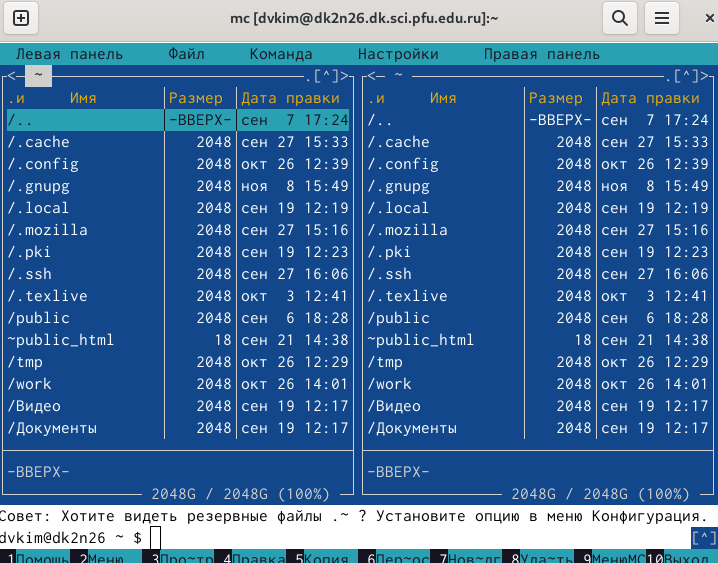 mc [dvkim@dk2n26.dk.sci.pfu.edu.ru]:~
Левая панель Файл Команда Настройки Правая панель
<─ ~ .[^]> <─ ~ .[^]>
.и Имя Размер Дата правки .и Имя Размер Дата правки
/.. -ВВЕРХ- сен 7 17:24 /.. -ВВЕРХ- сен 7 17:24
/.cache 2048 сен 27 15:33 /.cache 2048 сен 27 15:33
/.config 2048 окт 26 12:39 /.config 2048 окт 26 12:39
/.gnupg 2048 ноя 8 15:49 /.gnupg 2048 ноя 8 15:49
/.local 2048 сен 19 12:19 /.local 2048 сен 19 12:19
/.mozilla 2048 сен 27 15:16 /.mozilla 2048 сен 27 15:16
/.pki 2048 сен 19 12:23 /.pki 2048 сен 19 12:23
/.ssh 2048 сен 27 16:06 /.ssh 2048 сен 27 16:06
/.texlive 2048 окт 3 12:41 /.texlive 2048 окт 3 12:41
/public 2048 сен 6 18:28 /public 2048 сен 6 18:28
~public_html 18 сен 21 14:38 ~public_html 18 сен 21 14:38
/tmp 2048 окт 26 12:29 /tmp 2048 окт 26 12:29
/work 2048 окт 26 14:01 /work 2048 окт 26 14:01
/Видео 2048 сен 19 12:17 /Видео 2048 сен 19 12:17
/Документы 2048 сен 19 12:17 /Документы 2048 сен 19 12:17
-ВВЕРХ- -ВВЕРХ-
2048G / 2048G (100%) 2048G / 2048G (100%)
Совет: Хотите видеть резервные файлы .~ ? Установите опцию в меню Конфигурация.
dvkim@dk2n26 ~ $ [^]
1Помощь 2Меню 3Про~тр 4Правка 5Копия 6Пер~ос 7Нов~лг 8Уда~ть 9МенюМС 10Выход